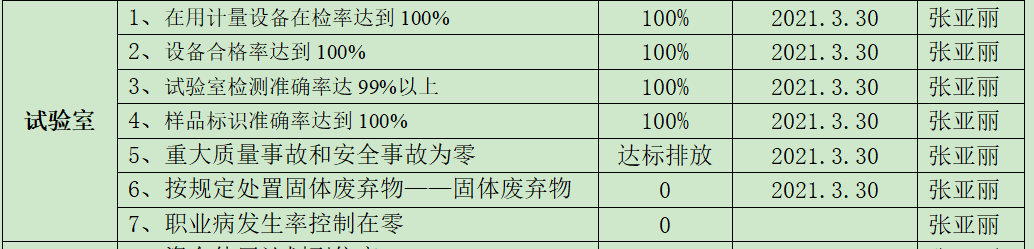 试验室
1、在用计量设备在检率达到100% 100% 2021.3.30 张亚丽
2、设备合格率达到100% 100% 2021.3.30 张亚丽
3、试验室检测准确率达99%以上 100% 2021.3.30 张亚丽
4、样品标识准确率达到100% 100% 2021.3.30 张亚丽
5、重大质量事故和安全事故为零 达标排放 2021.3.30 张亚丽
6、按规定处置固体废弃物——固体废弃物 0 2021.3.30 张亚丽
7、职业病发生率控制在零 0 张亚丽